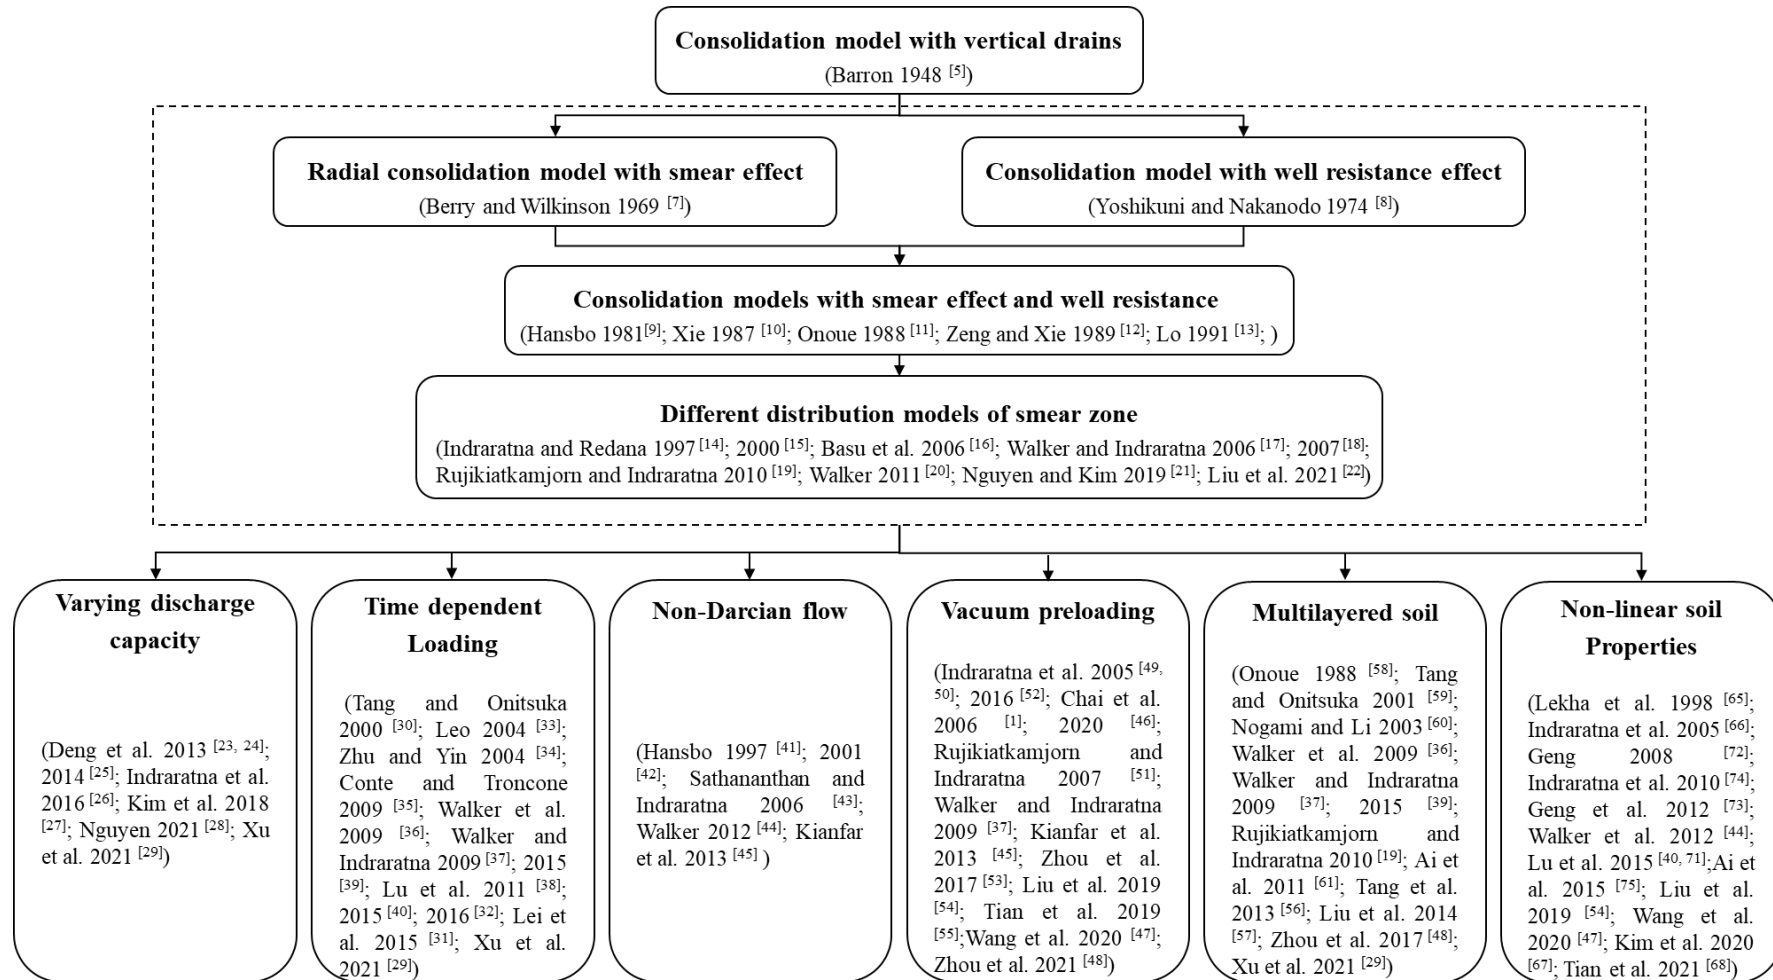 Consolidation model with vertical drains
(Barron 1948 [5])
Radial consolidation model with smear effect
(Berry and Wilkinson 1969 [7])
Consolidation model with well resistance effect
(Yoshikuni and Nakanodo 1974 [8])
Consolidation models with smear effect and well resistance
(Hansbo 1981[9]; Xie 1987 [10]; Onoue 1988 [11]; Zeng and Xie 1989 [12]; Lo 1991 [13]; )
Different distribution models of smear zone
(Indraratna and Redana 1997 [14]; 2000 [15]; Basu et al. 2006 [16]; Walker and Indraratna 2006 [17]; 2007 [18];
Rujikiatkamjorn and Indraratna 2010 [19]; Walker 2011 [20]; Nguyen and Kim 2019 [21]; Liu et al. 2021 [22])
Varying discharge
capacity
(Deng et al. 2013 [23, 24];
2014 [25]; Indraratna et al.
2016 [26]; Kim et al. 2018
[27]; Nguyen 2021 [28]; Xu
et al. 2021 [29])
Time dependent
Loading
(Tang and Onitsuka
2000 [30]; Leo 2004 [33];
Zhu and Yin 2004 [34];
Conte and Troncone
2009 [35]; Walker et al.
2009 [36]; Walker and
Indraratna 2009 [37]; 2015
[39]; Lu et al. 2011 [38];
2015 [40]; 2016 [32]; Lei et
al. 2015 [31]; Xu et al.
2021 [29])
Non-Darcian flow
(Hansbo 1997 [41]; 2001
[42]; Sathananthan and
Indraratna 2006 [43];
Walker 2012 [44]; Kianfar
et al. 2013 [45] )
Vacuum preloading
(Indraratna et al. 2005 [49,
50]; 2016 [52]; Chai et al.
2006 [1]; 2020 [46];
Rujikiatkamjorn and
Indraratna 2007 [51];
Walker and Indraratna
2009 [37]; Kianfar et al.
2013 [45]; Zhou et al.
2017 [53]; Liu et al. 2019
[54]; Tian et al. 2019
[55];Wang et al. 2020 [47];
Zhou et al. 2021 [48])
Multilayered soil
(Onoue 1988 [58]; Tang
and Onitsuka 2001 [59];
Nogami and Li 2003 [60];
Walker et al. 2009 [36];
Walker and Indraratna
2009 [37]; 2015 [39];
Rujikiatkamjorn and
Indraratna 2010 [19]; Ai et
al. 2011 [61]; Tang et al.
2013 [56]; Liu et al. 2014
[57]; Zhou et al. 2017 [48];
Xu et al. 2021 [29])
Non-linear soil
Properties
(Lekha et al. 1998 [65];
Indraratna et al. 2005 [66];
Geng 2008 [72];
Indraratna et al. 2010 [74];
Geng et al. 2012 [73];
Walker et al. 2012 [44];
Lu et al. 2015 [40, 71];Ai et
al. 2015 [75]; Liu et al.
2019 [54]; Wang et al.
2020 [47]; Kim et al. 2020
[67]; Tian et al. 2021 [68])